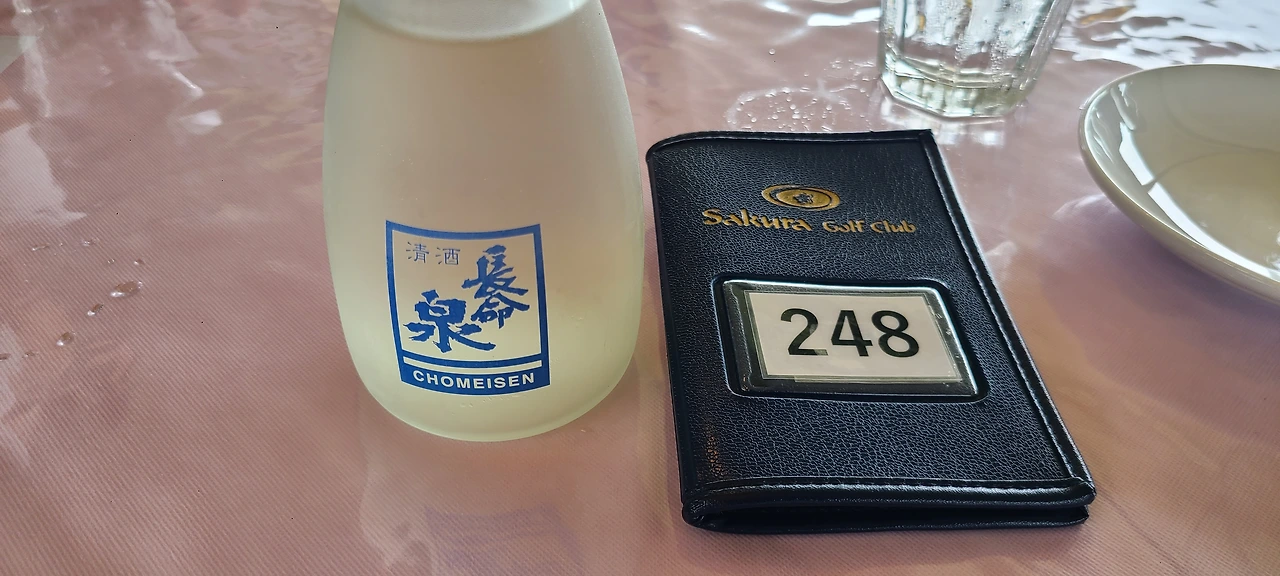 清酒
長命
泉
CHOMEISEN
Sakura Golf Club
248